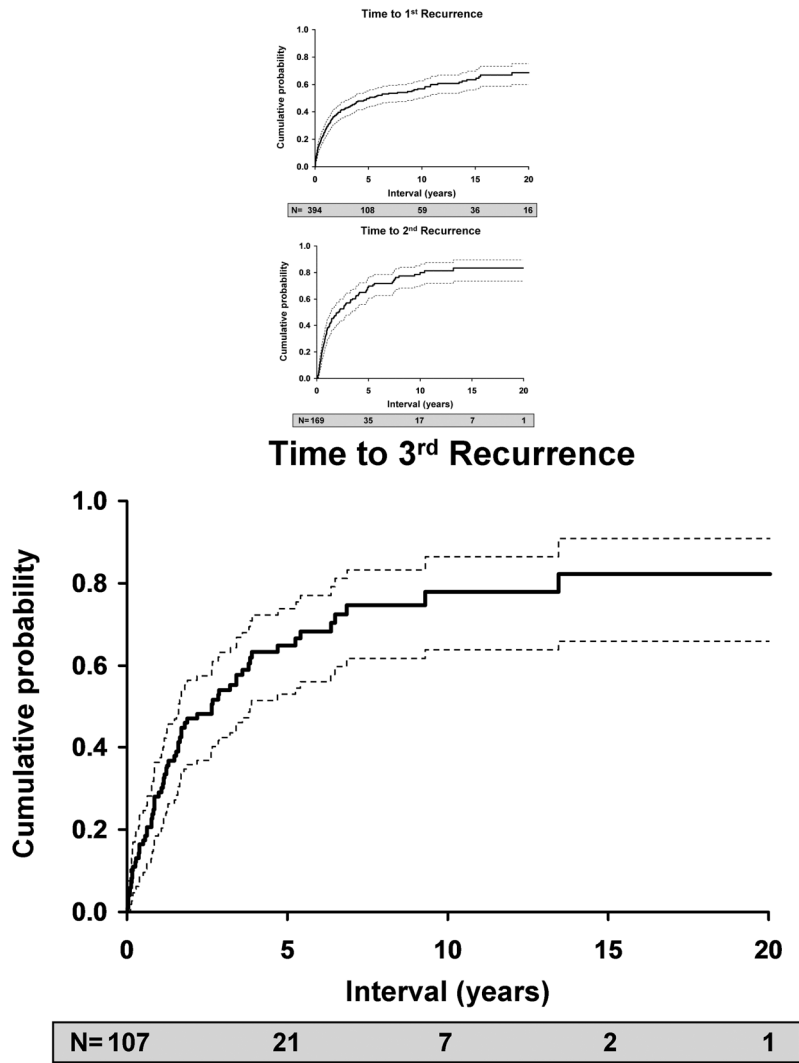 Time to 1st Recurrence
Cumulative probability
1.0
0.8
0.6
0.4
0.2
0.0
0 5 10 15 20
Interval (years)
N= 394 108 59 36 16
Time to 2nd Recurrence
Cumulative probability
1.0
0.8
0.6
0.4
0.2
0.0
0 5 10 15 20
Interval (years)
N= 169 35 17 7 1
Time to 3rd Recurrence
Cumulative probability
1.0
0.8
0.6
0.4
0.2
0.0
0 5 10 15 20
Interval (years)
N= 107 21 7 2 1